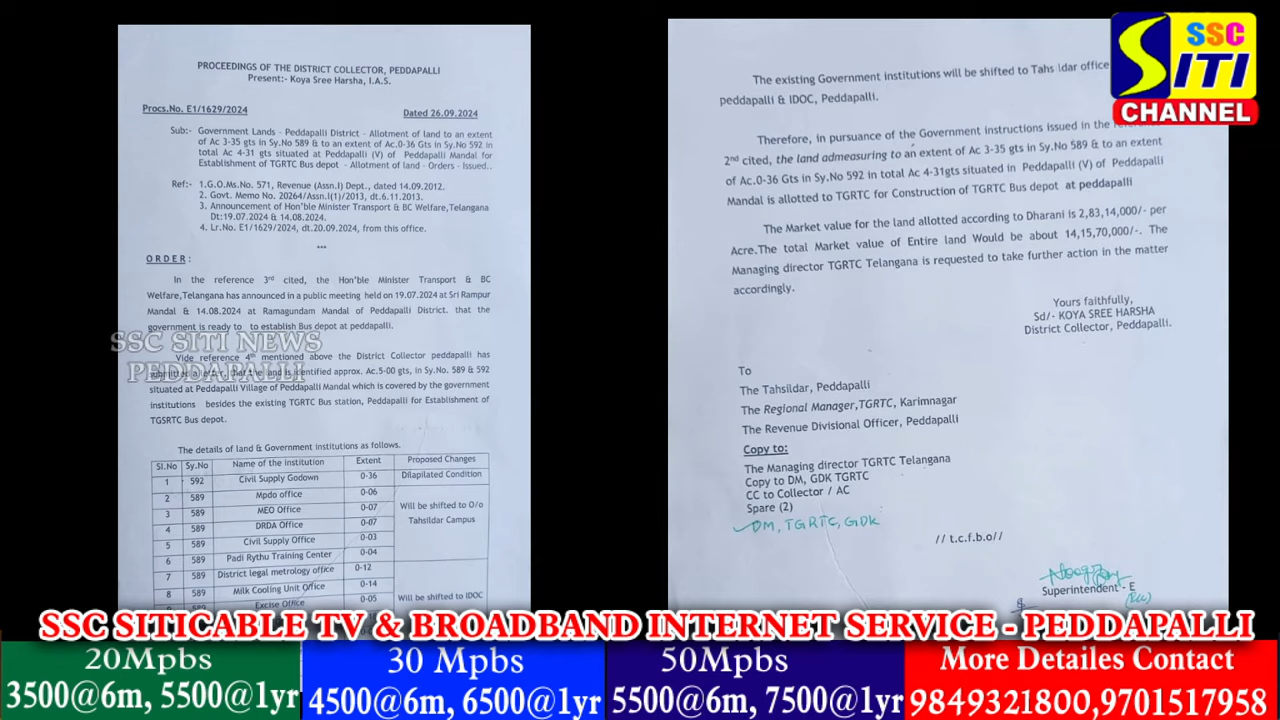 PROCEEDINGS OF THE DISTRICT COLLECTOR, PEDDAPALLI
Present:- Koya Sree Harsha, I.A.S.
Procs.No. E1/1629/2024 Dated 26.09.2024
Sub:- Government Lands - Peddapalli District - Allotment of land to an extent
of Ac 3-35 gts in Sy.No 589 & to an extent of Ac.0-36 Gts in Sy.No 592 in
total Ac 4-31 gts situated at Peddapalli (V) of Peddapalli Mandal for
Establishment of TGRTC Bus depot - Allotment of land - Orders - Issued..
Ref:- 1.G.O.Ms.No. 571, Revenue (Assn.I) Dept., dated 14.09.2012.
2. Govt. Memo No. 20264/Assn.I(1)/2013, dt.6.11.2013.
3. Announcement of Hon'ble Minister Transport & BC Welfare,Telangana
Dt:19.07.2024 & 14.08.2024.
4. Lr.No. E1/1629/2024, dt.20.09.2024, from this office.
***
ORDER:
In the reference 3rd cited, the Hon'ble Minister Transport & BC
Welfare,Telangana has announced in a public meeting held on 19.07.2024 at Sri Rampur
Mandal & 14.08.2024 at Ramagundam Mandal of Peddapalli District. that the
government is ready to to establish Bus depot at peddapalli.
Vide reference 4th mentioned above the District Collector peddapalli has
submitted a letter, that the land is identified approx. Ac.5-00 gts, in Sy.No. 589 & 592
situated at Peddapalli Village of Peddapalli Mandal which is covered by the government
institutions besides the existing TGRTC Bus station, Peddapalli for Establishment of
TGSRTC Bus depot.
The details of land & Government institutions as follows.
Sl.No Sy.No Name of the institution Extent Proposed Changes
1 592 Civil Supply Godown 0-36 Dilapilated Condition
2 589 Mpdo office 0-06
3 589 MEO Office 0-07 Will be shifted to O/o
4 589 DRDA Office 0-07 Tahsildar Campus
5 589 Civil Supply Office 0-03
6 589 Padi Rythu Training Center 0-04
7 589 District legal metrology office 0-12
8 589 Milk Cooling Unit Office 0-14
589 Excise Office 0-05 Will be shifted to IDOC
SSC SITI NEWS
PEDDAPALLI
The existing Government institutions will be shifted to Tahs ldar office
peddapalli & IDOC, Peddapalli.
Therefore, in pursuance of the Government instructions issued in the
2nd cited, the land admeasuring to an extent of Ac 3-35 gts in Sy.No 589 & to an extent
of Ac.0-36 Gts in Sy.No 592 in total Ac 4-31gts situated in Peddapalli (V) of Peddapalli
Mandal is allotted to TGRTC for Construction of TGRTC Bus depot at peddapalli
The Market value for the land allotted according to Dharani is 2,83,14,000/- per
Acre.The total Market value of Entire land Would be about 14,15,70,000/-. The
Managing director TGRTC Telangana is requested to take further action in the matter
accordingly.
Yours faithfully,
Sd/- KOYA SREE HARSHA
District Collector, Peddapalli.
To
The Tahsildar, Peddapalli
The Regional Manager,TGRTC, Karimnagar
The Revenue Divisional Officer, Peddapalli
Copy to:
The Managing director TGRTC Telangana
Copy to DM, GDK TGRTC
CC to Collector / AC
Spare (2)
DM, TGRTC, GDK
// t.c.f.b.o//
Superintendent - E
SSC
SITI
CHANNEL
SSC SITICABLE TV & BROADBAND INTERNET SERVICE - PEDDAPALLI
20Mpbs
3500@6m, 5500@1yr
30 Mpbs
4500@6m, 6500@1yr
50Mpbs
5500@6m, 7500@1yr
More Detailes Contact
9849321800,9701517958